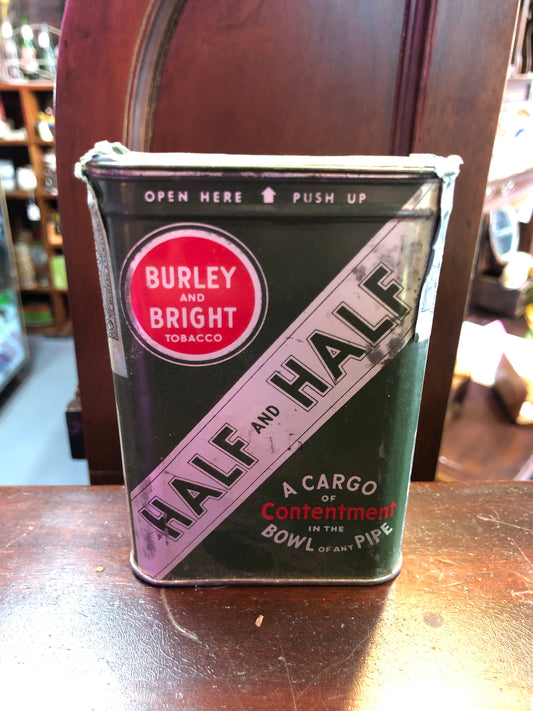 OPEN HERE ⬆ PUSH UP
BURLEY
AND
BRIGHT
TOBACCO
HALF AND HALF
A CARGO
OF
Contentment
IN THE
BOWL OF ANY PIPE